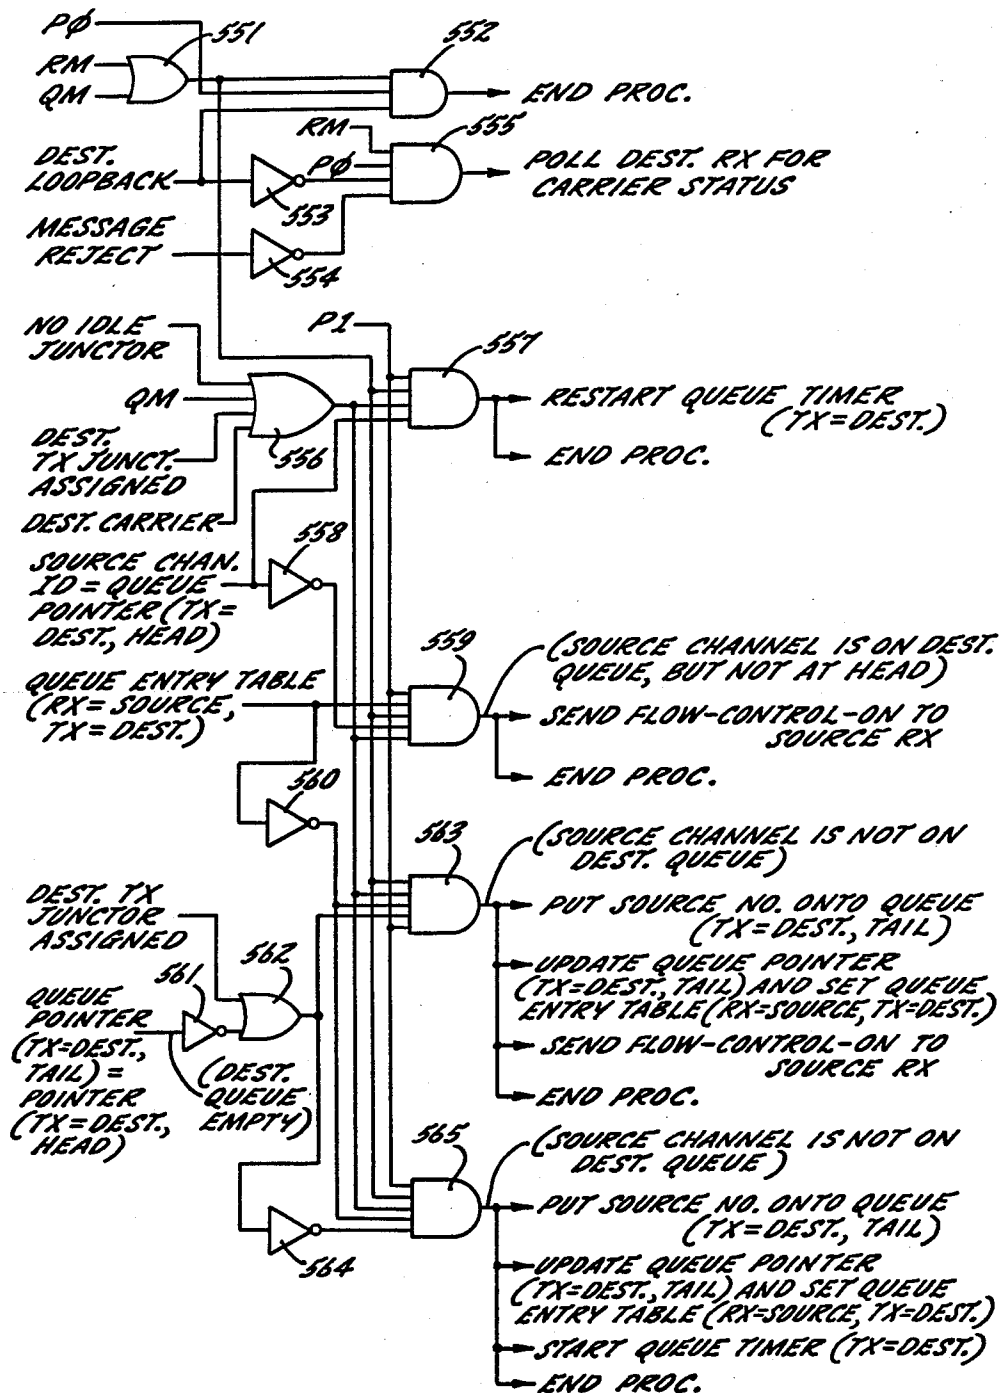 PØ
551
552
RM
QM
END PROC.
RM
555
DEST.
LOOPBACK
PØ
POLL DEST. RX FOR
CARRIER STATUS
553
MESSAGE
REJECT
554
NO IDLE
JUNCTOR
P1
557
QM
RESTART QUEUE TIMER
(TX=DEST.)
DEST.
TX JUNCT.
ASSIGNED
556
END PROC.
DEST. CARRIER
558
SOURCE CHAN.
ID = QUEUE
POINTER (TX=
DEST., HEAD)
559
(SOURCE CHANNEL IS ON DEST.
QUEUE, BUT NOT AT HEAD)
QUEUE ENTRY TABLE
(RX= SOURCE,
TX= DEST.)
SEND FLOW-CONTROL-ON TO
SOURCE RX
END PROC.
560
563
(SOURCE CHANNEL IS NOT ON
DEST. QUEUE)
DEST. TX
JUNCTOR
ASSIGNED
PUT SOURCE NO. ONTO QUEUE
(TX=DEST., TAIL)
561
562
UPDATE QUEUE POINTER
(TX=DEST., TAIL) AND SET QUEUE
ENTRY TABLE (RX=SOURCE, TX=DEST.)
QUEUE
POINTER
(TX=DEST.,
TAIL) =
POINTER
(TX=DEST.,
HEAD)
(DEST.
QUEUE
EMPTY)
SEND FLOW-CONTROL-ON TO
SOURCE RX
END PROC.
565
(SOURCE CHANNEL IS NOT ON
DEST. QUEUE)
PUT SOURCE NO. ONTO QUEUE
(TX=DEST., TAIL)
564
UPDATE QUEUE POINTER
(TX=DEST., TAIL) AND SET QUEUE
ENTRY TABLE (RX=SOURCE, TX=DEST.)
START QUEUE TIMER (TX=DEST.)
END PROC.